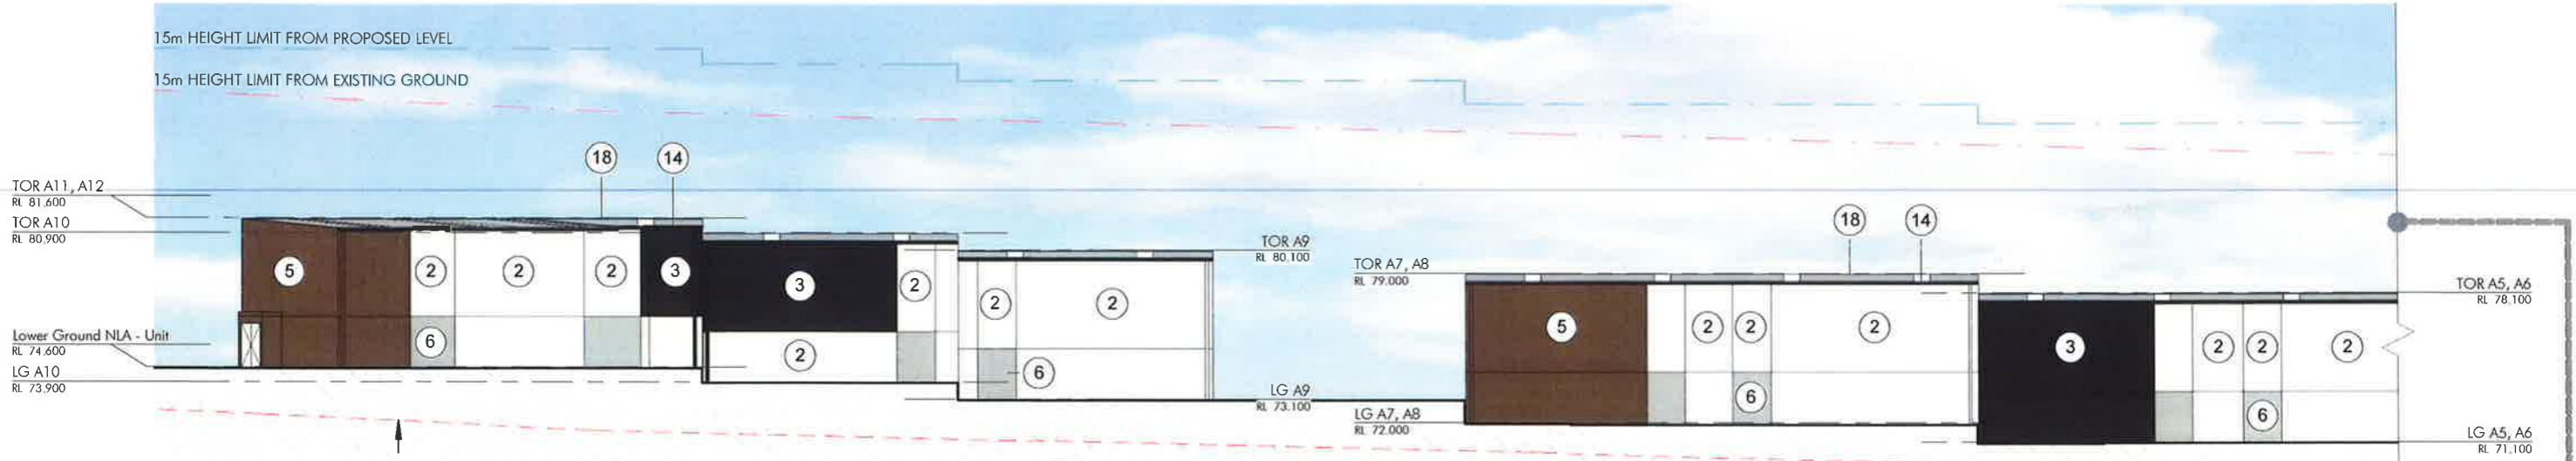 15m HEIGHT LIMIT FROM PROPOSED LEVEL
15m HEIGHT LIMIT FROM EXISTING GROUND
18
14
TOR A11, A12
RL 81.600
TOR A10
RL 80.900
5
2
2
2
3
3
2
2
2
6
2
6
Lower Ground NLA - Unit
RL 74.600
LG A10
RL 73.900
TOR A9
RL 80.100
LG A9
RL 73.100
TOR A7, A8
RL 79.000
LG A7, A8
RL 72.000
18
14
5
2
2
2
6
3
2
2
2
6
TOR A5, A6
RL 78.100
LG A5, A6
RL 71.100